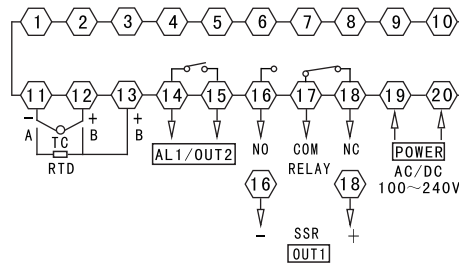 1 2 3 4 5 6 7 8 9 10
11 12 13 14 15 16 17 18 19 20
− + +
A TC B B
RTD
AL1/OUT2
NO COM NC
RELAY
POWER
AC/DC
100～240V
16 18
− SSR +
OUT1